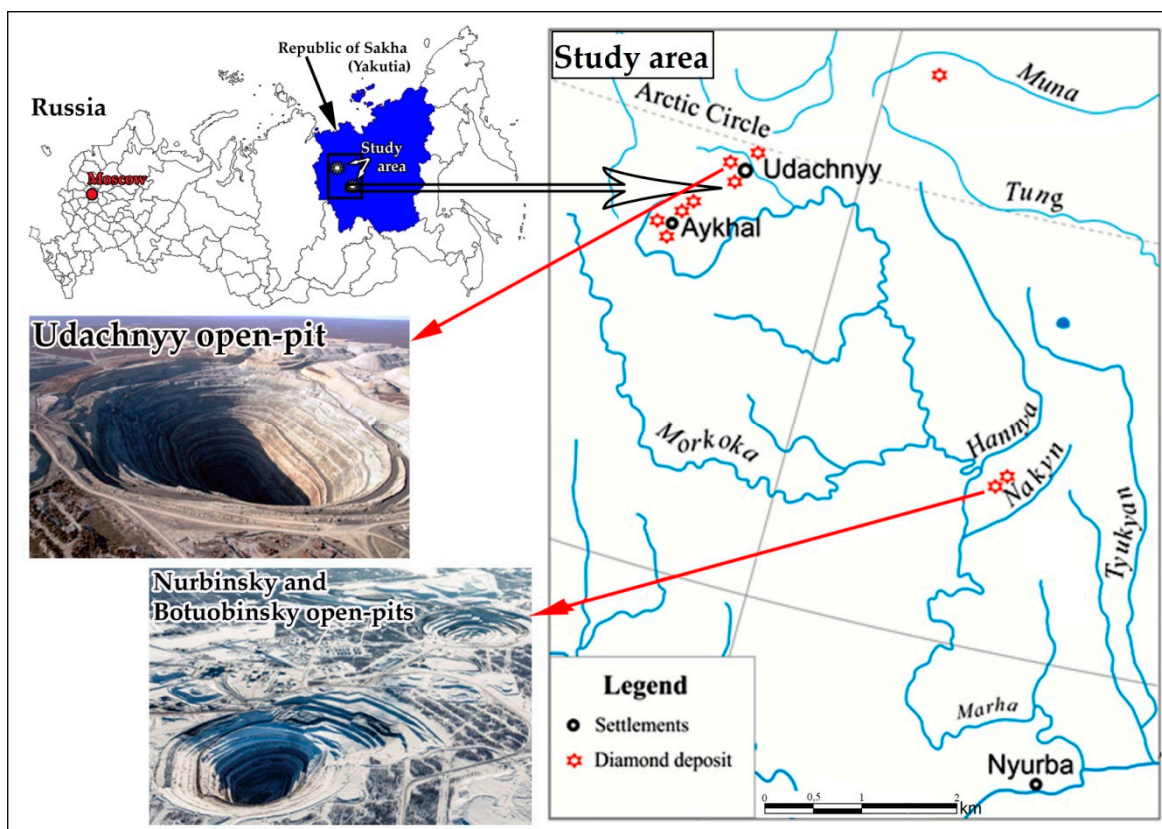 Republic of Sakha
(Yakutia)
Russia
Study
area
Moscow
Study area
Muna
Arctic Circle
Udachnyy
Tung
Aykhal
Udachnyy open-pit
Morkoka
Hannya
Nakyn
Tyukyan
Nurbinsky and
Botuobinsky open-pits
Legend
Settlements
Diamond deposit
Marha
Nyurba
0 0,5 1 2
km